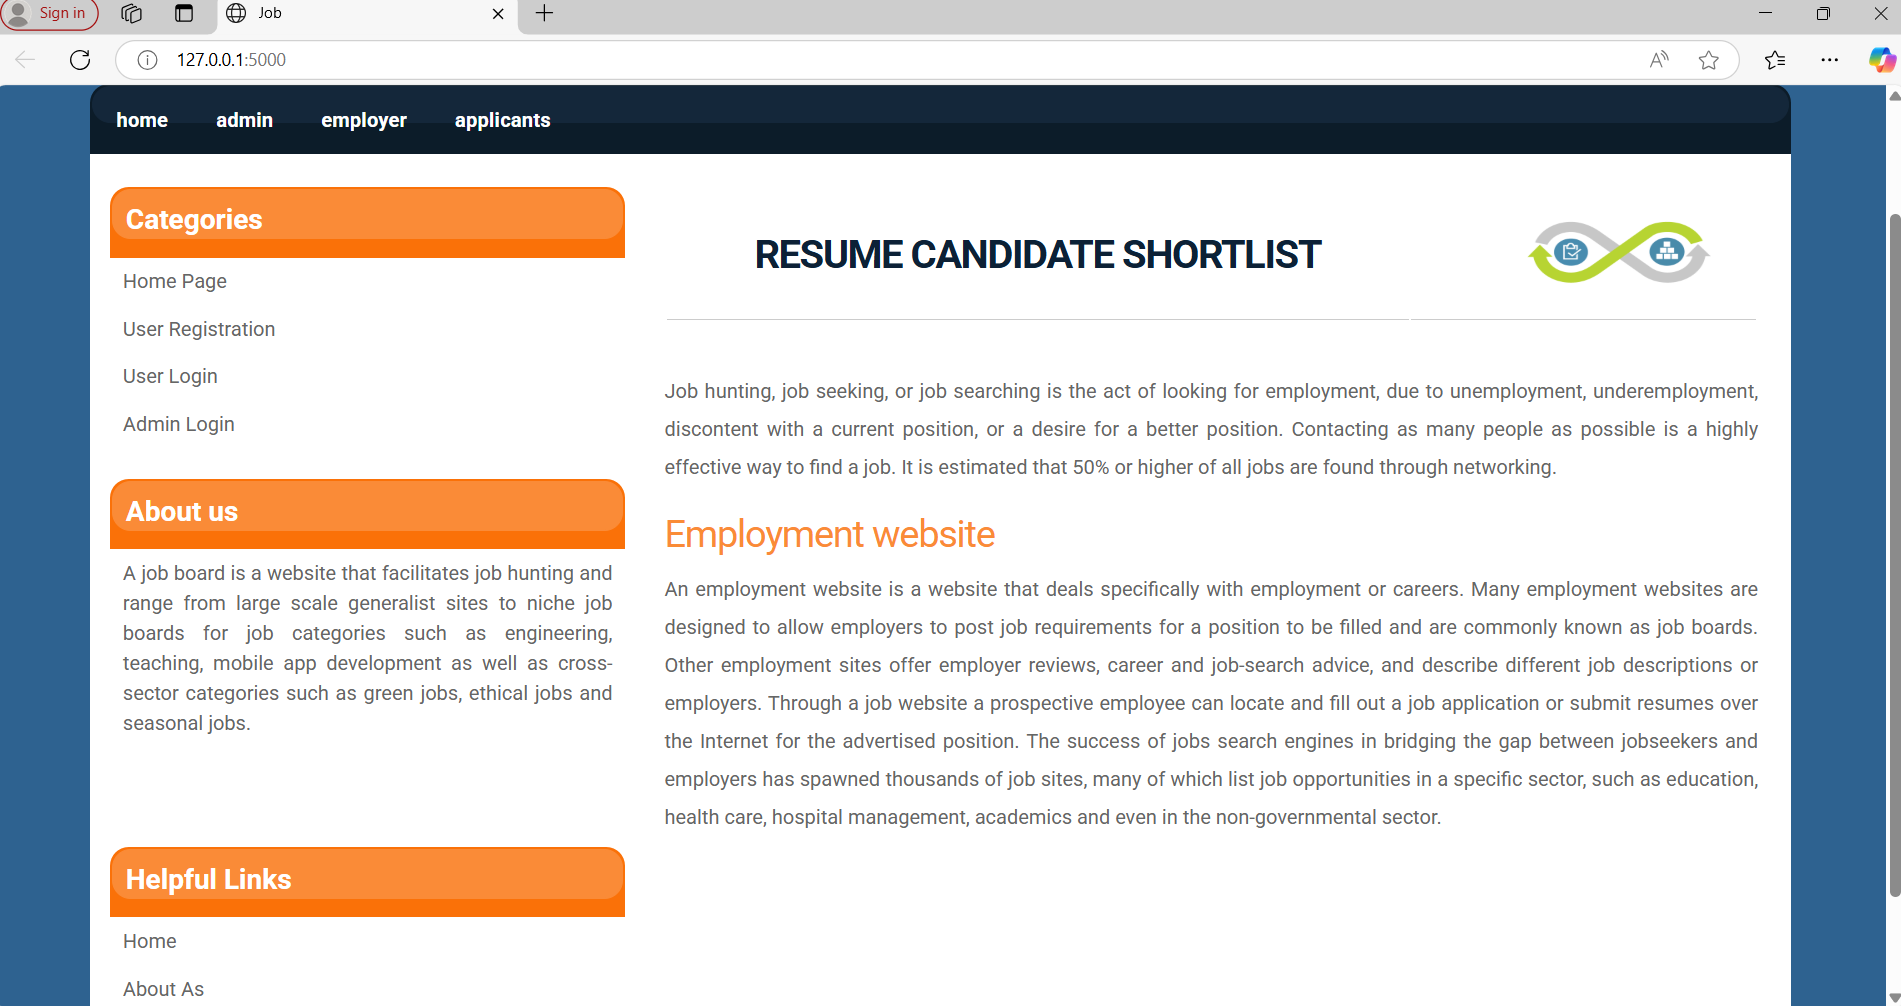 Sign in
Job
127.0.0.1:5000
home admin employer applicants
Categories
Home Page
User Registration
User Login
Admin Login
About us
A job board is a website that facilitates job hunting and
range from large scale generalist sites to niche job
boards for job categories such as engineering,
teaching, mobile app development as well as cross-
sector categories such as green jobs, ethical jobs and
seasonal jobs.
Helpful Links
Home
About As
RESUME CANDIDATE SHORTLIST
Job hunting, job seeking, or job searching is the act of looking for employment, due to unemployment, underemployment,
discontent with a current position, or a desire for a better position. Contacting as many people as possible is a highly
effective way to find a job. It is estimated that 50% or higher of all jobs are found through networking.
Employment website
An employment website is a website that deals specifically with employment or careers. Many employment websites are
designed to allow employers to post job requirements for a position to be filled and are commonly known as job boards.
Other employment sites offer employer reviews, career and job-search advice, and describe different job descriptions or
employers. Through a job website a prospective employee can locate and fill out a job application or submit resumes over
the Internet for the advertised position. The success of jobs search engines in bridging the gap between jobseekers and
employers has spawned thousands of job sites, many of which list job opportunities in a specific sector, such as education,
health care, hospital management, academics and even in the non-governmental sector.